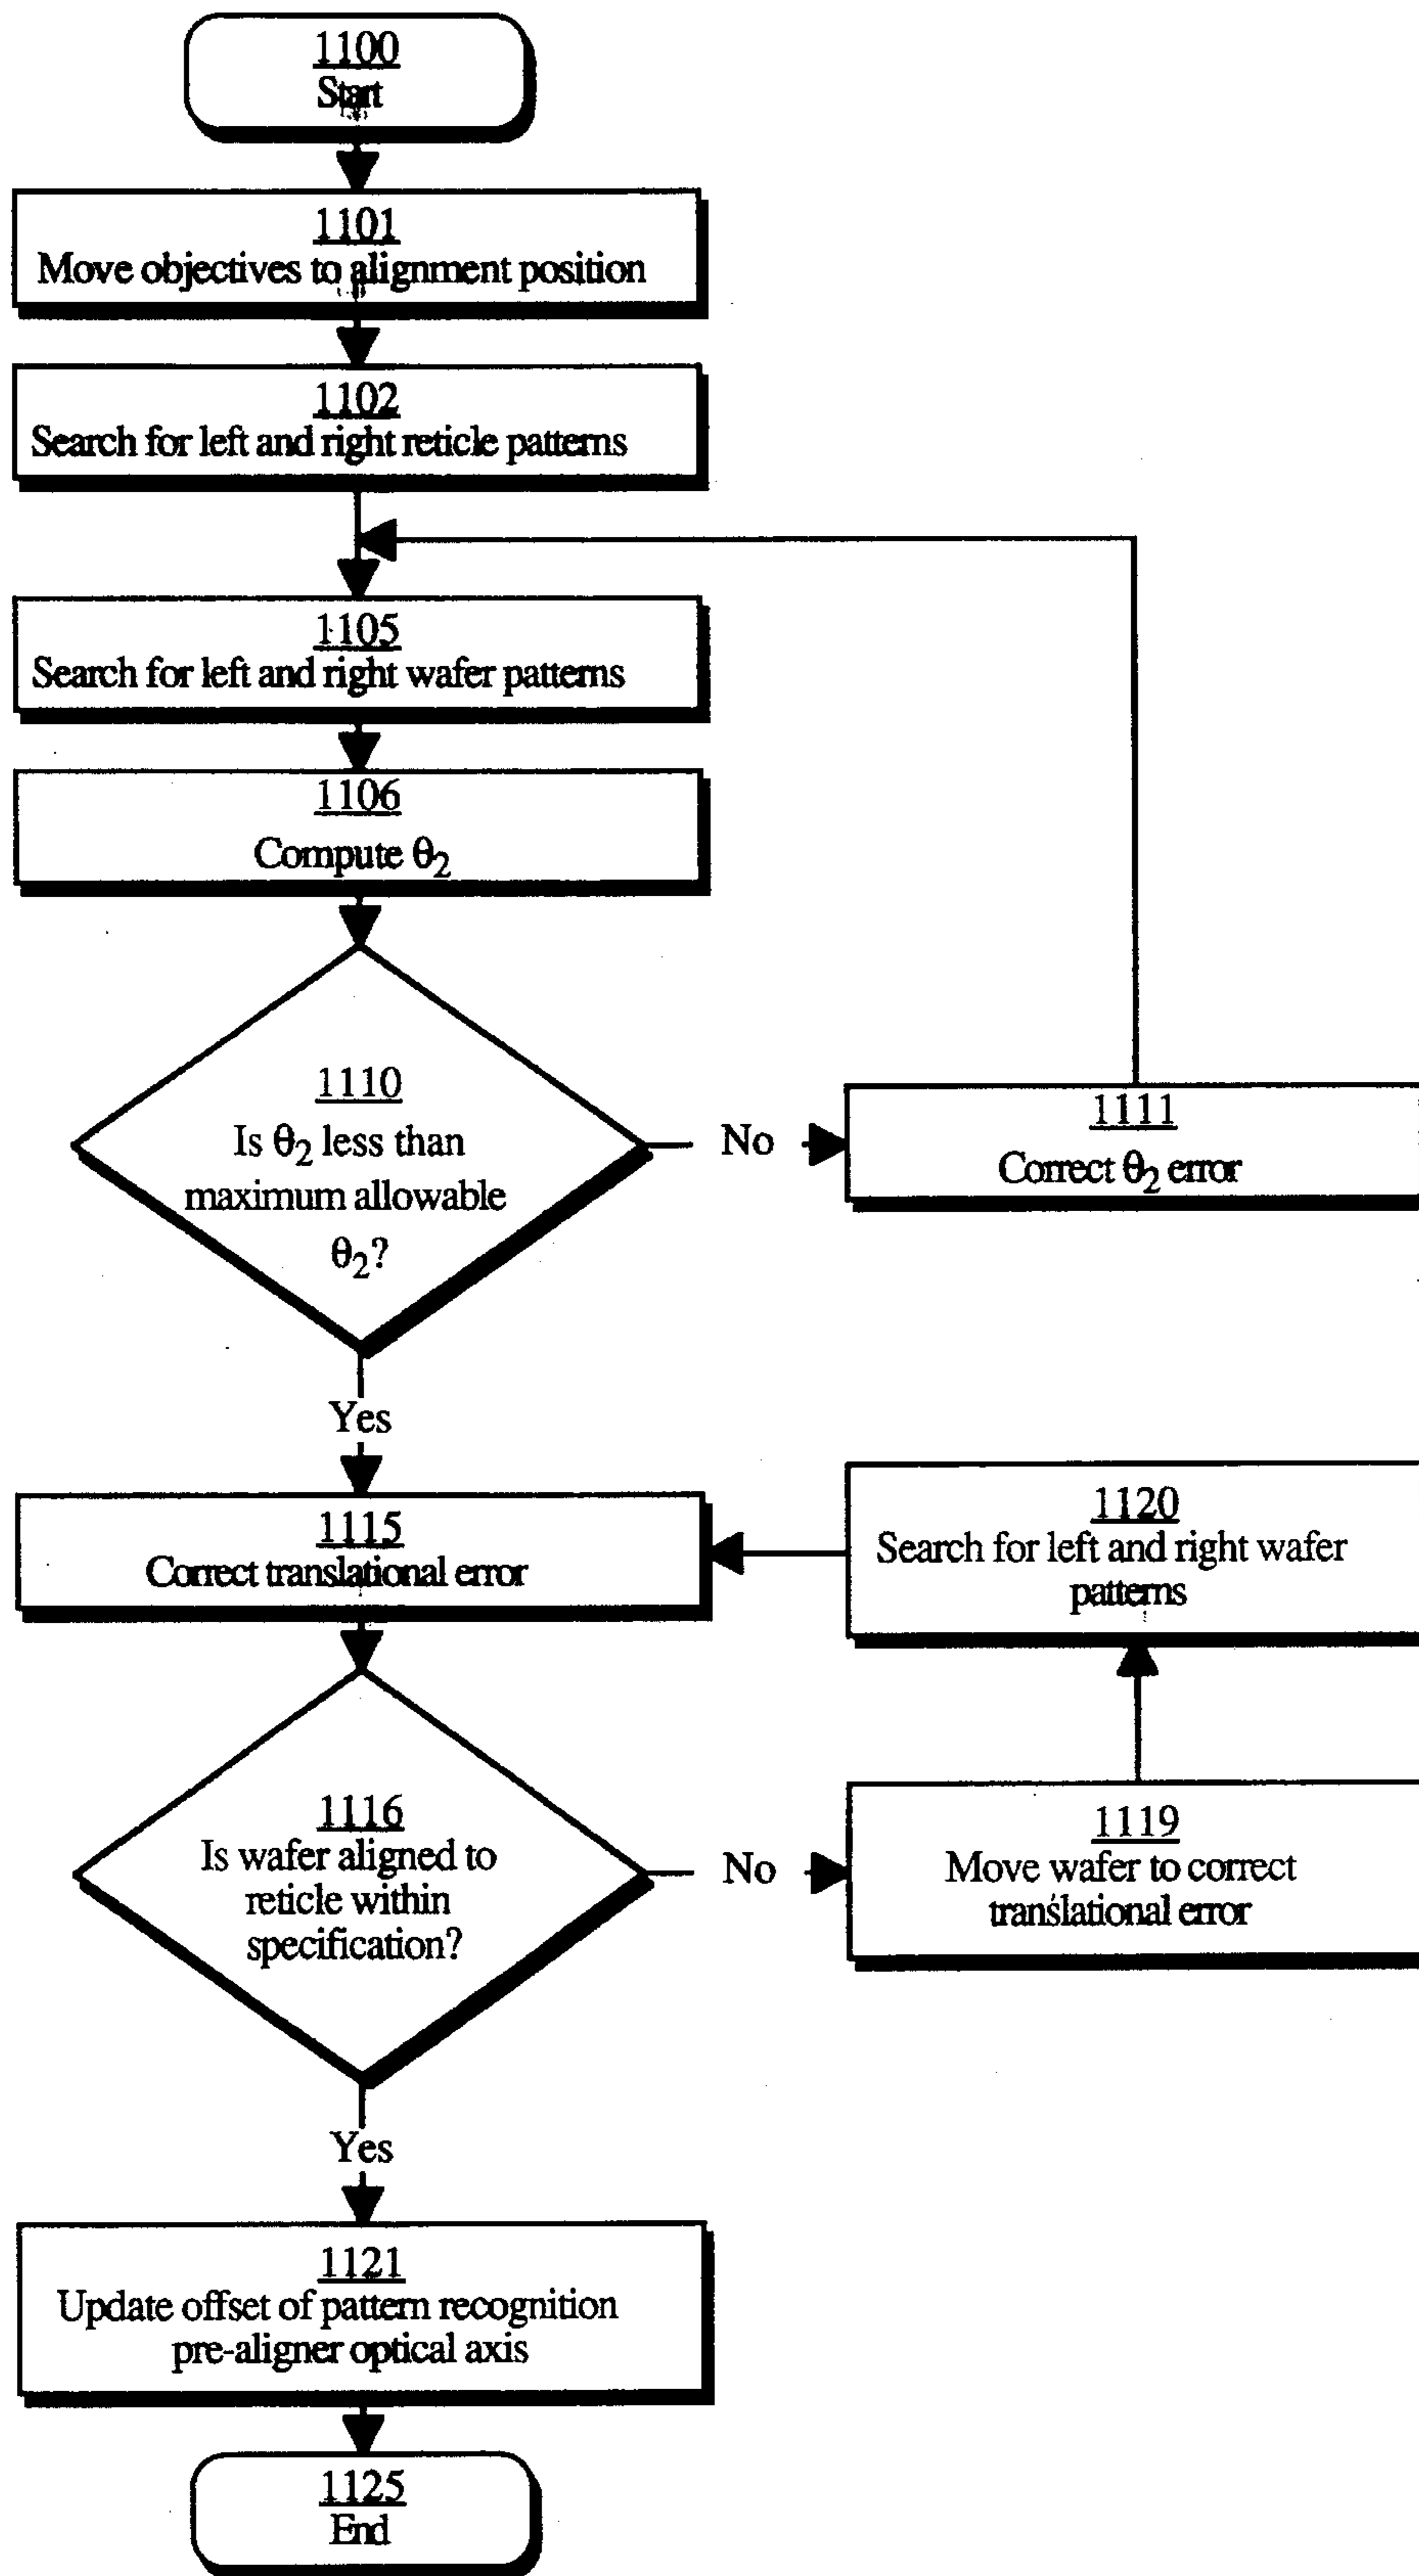 1100
Start
1101
Move objectives to alignment position
1102
Search for left and right reticle patterns
1105
Search for left and right wafer patterns
1106
Compute θ₂
1110
Is θ₂ less than
maximum allowable
θ₂?
No
1111
Correct θ₂ error
Yes
1115
Correct translational error
1120
Search for left and right wafer
patterns
1116
Is wafer aligned to
reticle within
specification?
No
1119
Move wafer to correct
translational error
Yes
1121
Update offset of pattern recognition
pre-aligner optical axis
1125
End